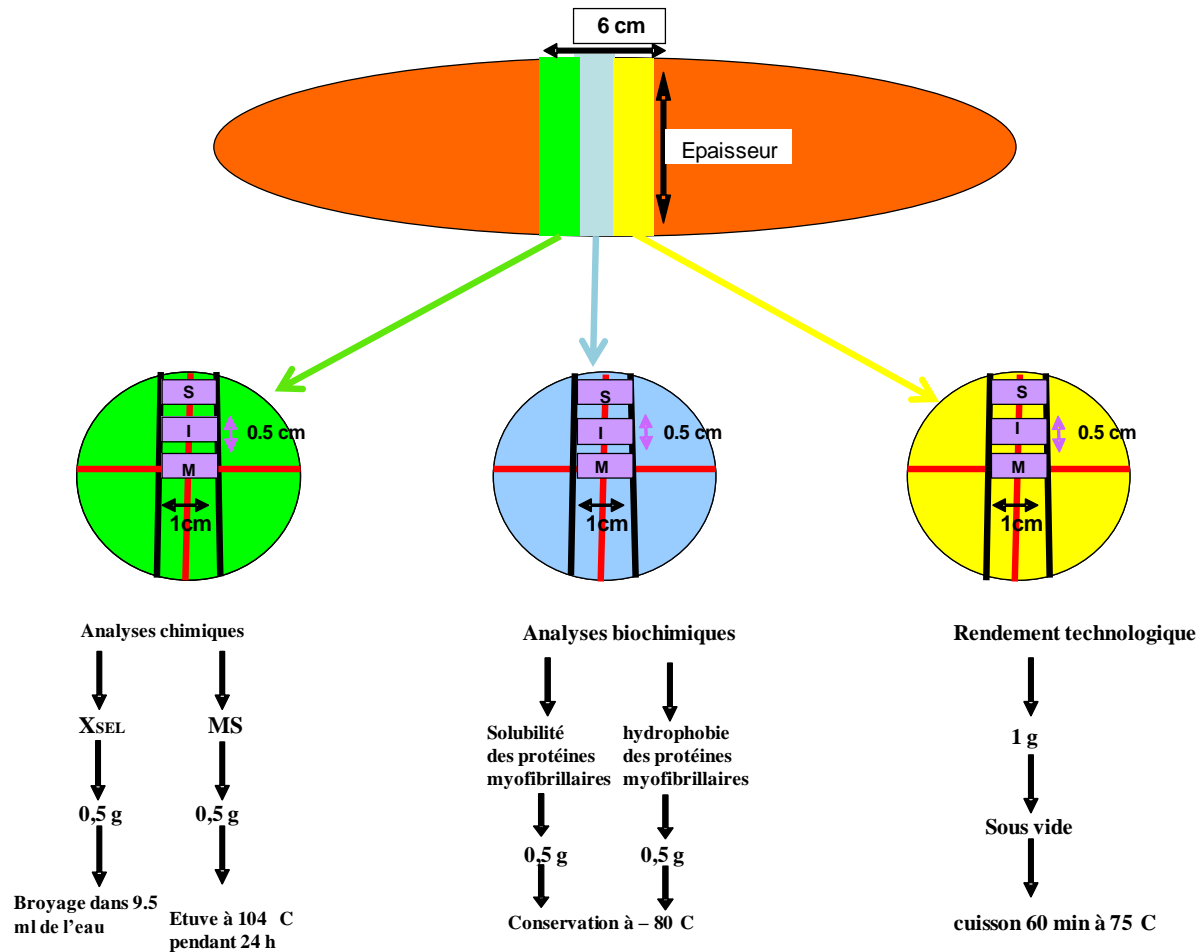 6 cm
Epaisseur
S
I
M
0.5 cm
1cm
S
I
M
0.5 cm
1cm
S
I
M
0.5 cm
1cm
Analyses chimiques
XSEL
MS
0,5 g
0,5 g
Broyage dans 9.5
ml de l’eau
Etuve à 104 C
pendant 24 h
Analyses biochimiques
Solubilité
des protéines
myofibrillaires
hydrophobie
des protéines
myofibrillaires
0,5 g
0,5 g
Conservation à – 80 C
Rendement technologique
1 g
Sous vide
cuisson 60 min à 75 C